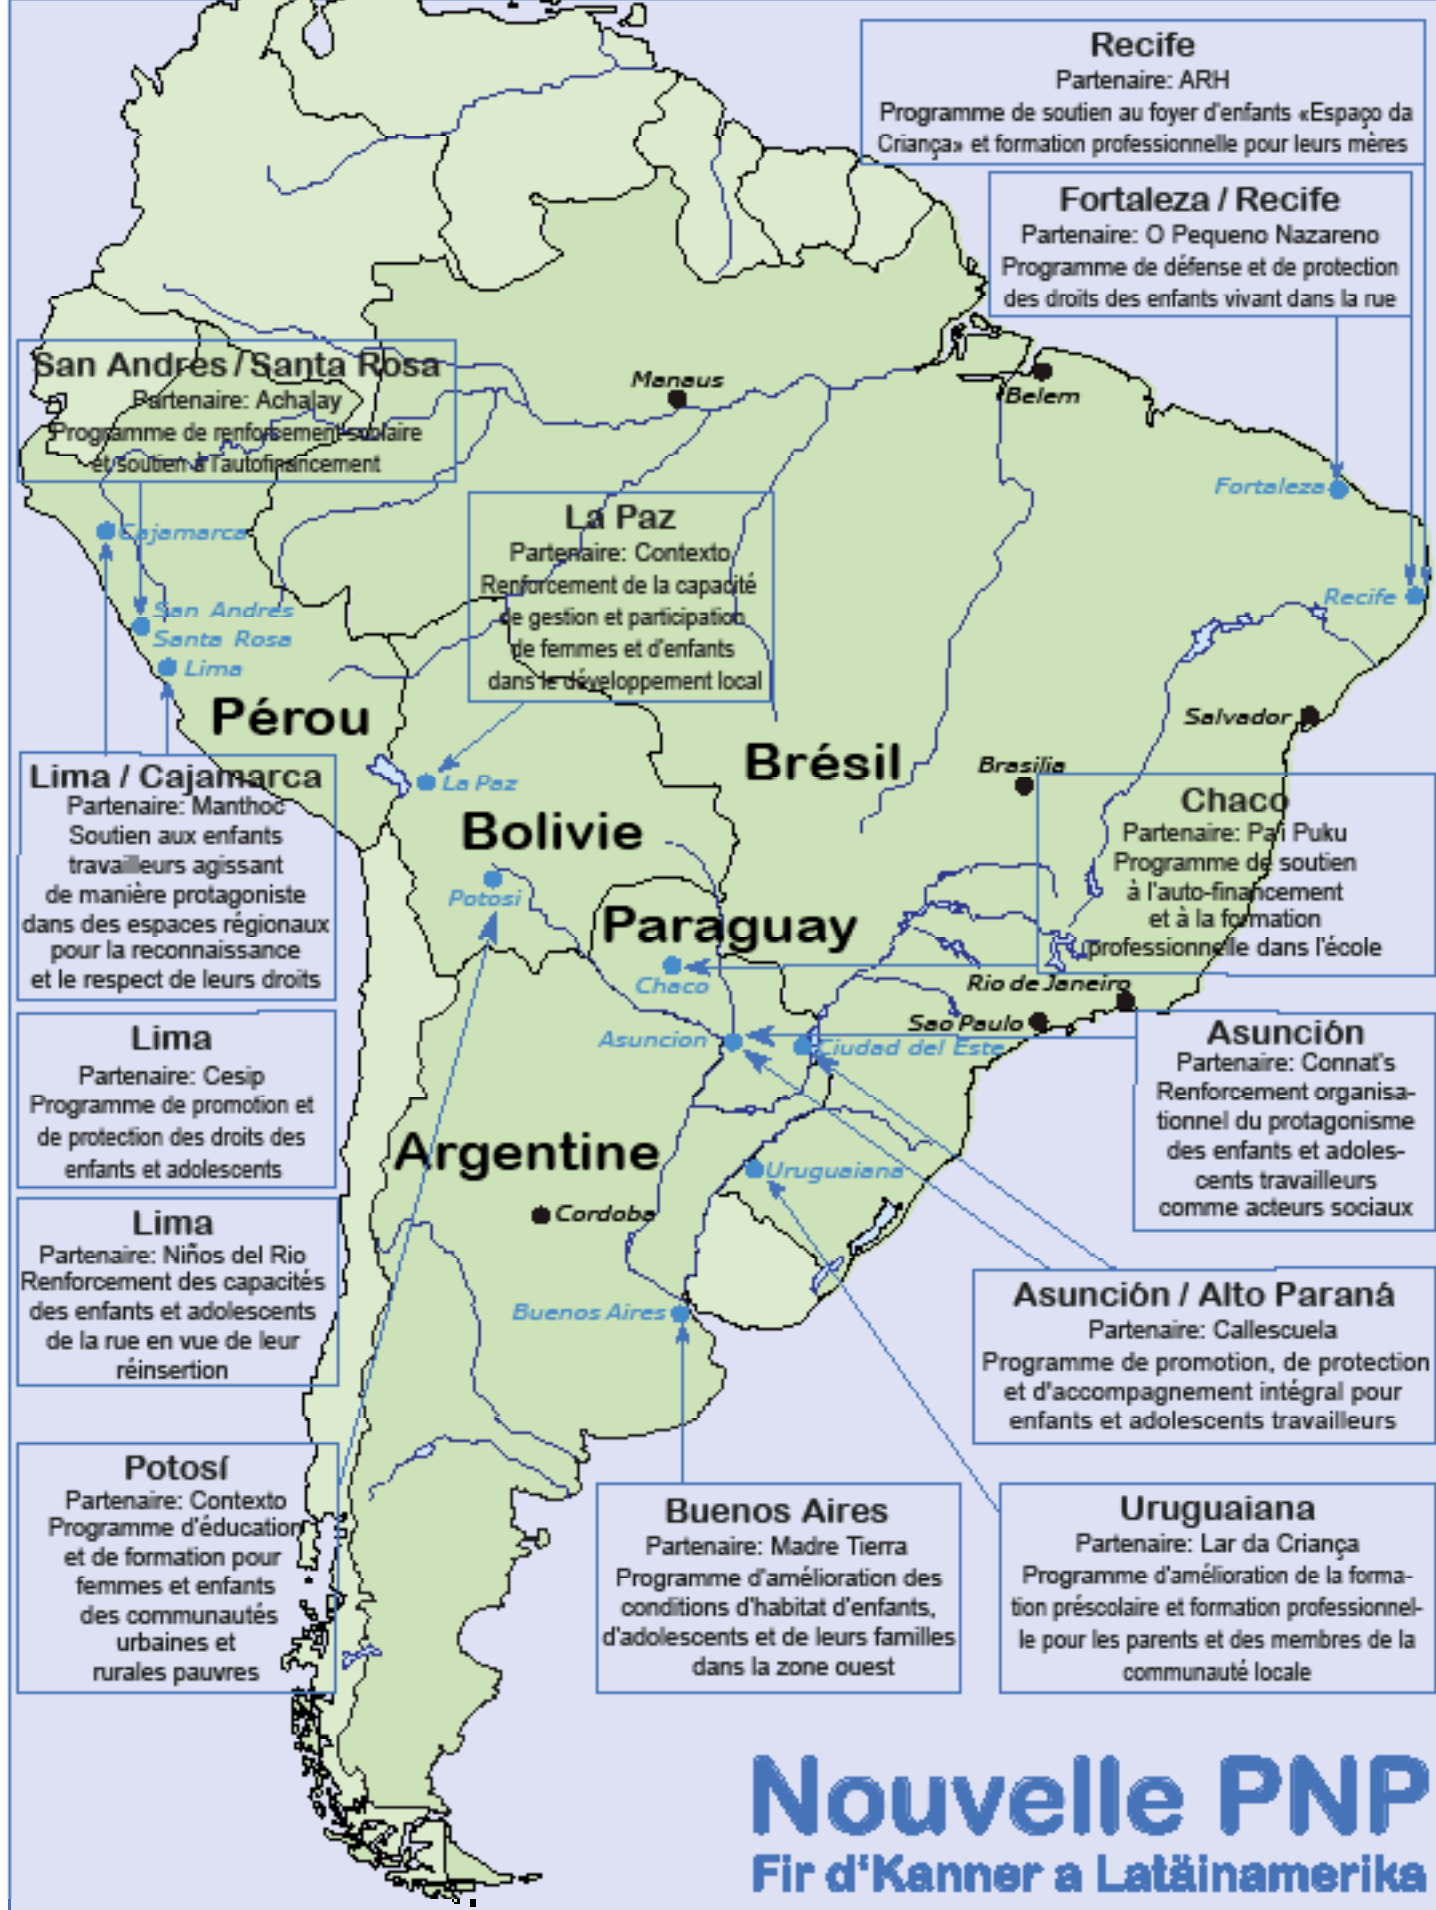 Recife
Partenaire: ARH
Programme de soutien au foyer d'enfants «Espaço da
Criança» et formation professionnelle pour leurs mères
Fortaleza / Recife
Partenaire: O Pequeno Nazareno
Programme de défense et de protection
des droits des enfants vivant dans la rue
San Andres / Santa Rosa
Partenaire: Achalay
Programme de renforcement scolaire
et soutien à l'autofinancement
Manaus
Belem
Fortaleza
Cajamarca
La Paz
Partenaire: Contexto
Renforcement de la capacité
de gestion et participation
de femmes et d'enfants
dans le développement local
Recife
San Andres
Santa Rosa
Lima
Pérou
Salvador
Brésil
Brasilia
La Paz
Lima / Cajamarca
Partenaire: Manthoc
Soutien aux enfants
travailleurs agissant
de manière protagoniste
dans des espaces régionaux
pour la reconnaissance
et le respect de leurs droits
Bolivie
Potosi
Chaco
Partenaire: Pa'i Puku
Programme de soutien
à l'auto-financement
et à la formation
professionnelle dans l'école
Paraguay
Chaco
Rio de Janeiro
Sao Paulo
Asuncion
Ciudad del Este
Lima
Partenaire: Cesip
Programme de promotion et
de protection des droits des
enfants et adolescents
Asunción
Partenaire: Connat's
Renforcement organisa-
tionnel du protagonisme
des enfants et adoles-
cents travailleurs
comme acteurs sociaux
Argentine
Uruguaiana
Cordoba
Lima
Partenaire: Niños del Rio
Renforcement des capacités
des enfants et adolescents
de la rue en vue de leur
réinsertion
Buenos Aires
Asunción / Alto Paraná
Partenaire: Callescuela
Programme de promotion, de protection
et d'accompagnement intégral pour
enfants et adolescents travailleurs
Potosí
Partenaire: Contexto
Programme d'éducation
et de formation pour
femmes et enfants
des communautés
urbaines et
rurales pauvres
Buenos Aires
Partenaire: Madre Tierra
Programme d'amélioration des
conditions d'habitat d'enfants,
d'adolescents et de leurs familles
dans la zone ouest
Uruguaiana
Partenaire: Lar da Criança
Programme d'amélioration de la forma-
tion préscolaire et formation professionnel-
le pour les parents et des membres de la
communauté locale
Nouvelle PNP
Fir d'Kanner a Latäinamerika